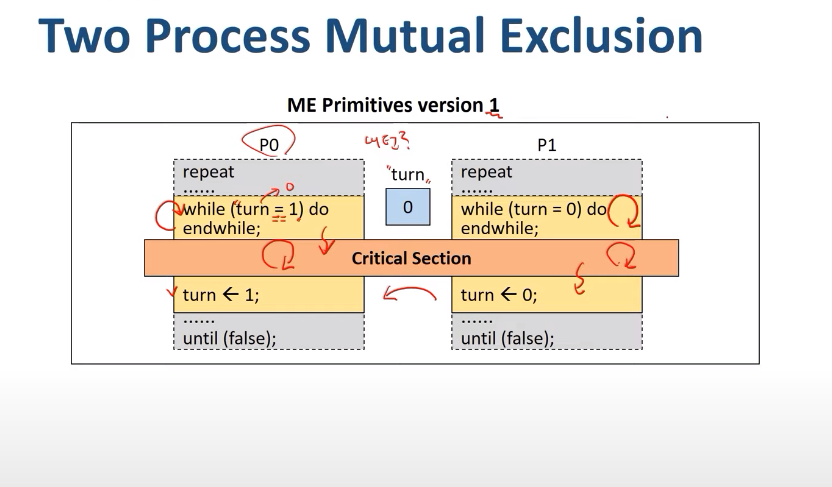 Two Process Mutual Exclusion
ME Primitives version 1
P0
P1
repeat
......
while (turn = 1) do
endwhile;
"turn"
0
0
repeat
......
while (turn = 0) do
endwhile;
Critical Section
turn ← 1;
......
until (false);
turn ← 0;
......
until (false);